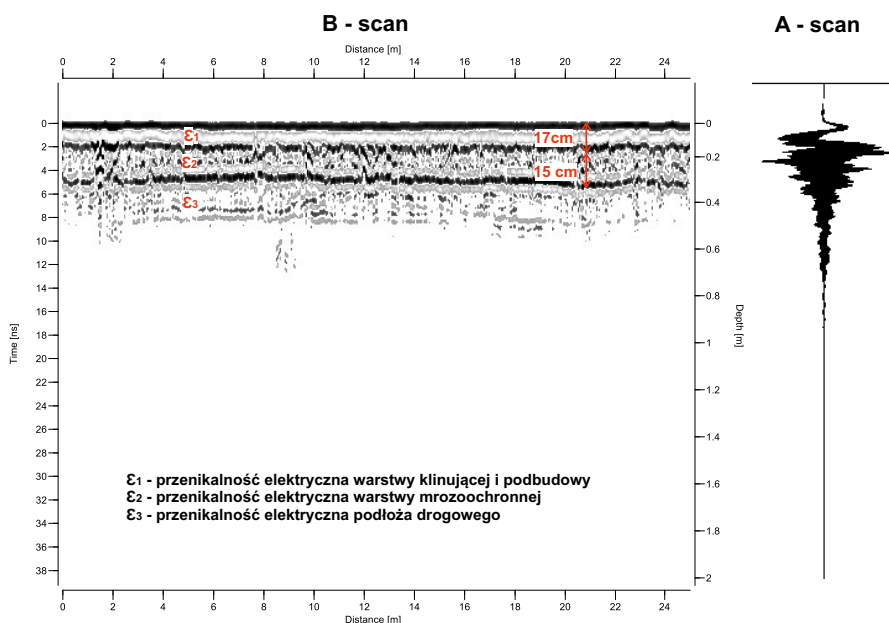 B - scan
A - scan
Distance [m]
0 2 4 6 8 10 12 14 16 18 20 22 24
0
2
4
6
8
10
12
14
16
18
20
22
24
26
28
30
32
34
36
38
Time [ns]
ε1
ε2
ε3
17cm
15 cm
0
0.2
0.4
0.6
0.8
1
1.2
1.4
1.6
1.8
2
Depth [m]
ε1 - przenikalność elektryczna warstwy klinującej i podbudowy
ε2 - przenikalność elektryczna warstwy mrozoochronnej
ε3 - przenikalność elektryczna podłoża drogowego
0 2 4 6 8 10 12 14 16 18 20 22 24
Distance [m]